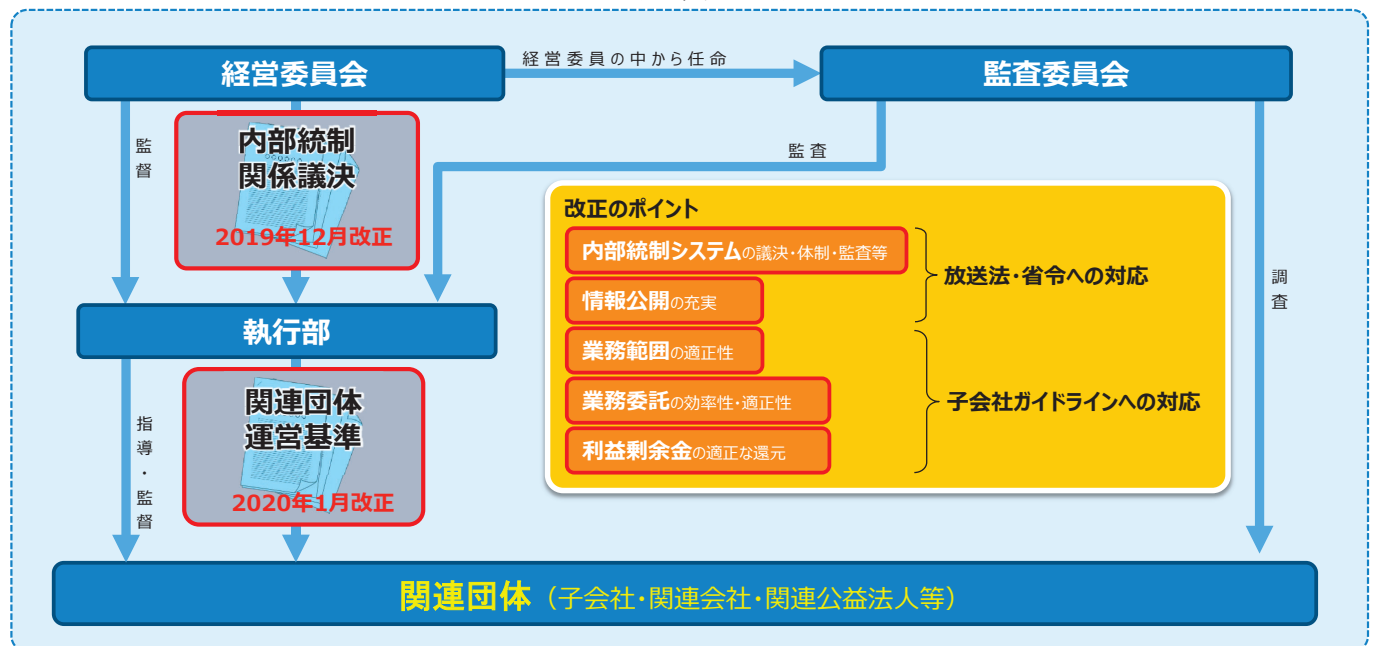 経営委員会
経営委員の中から任命
監査委員会
監督
内部統制
関係議決
2019年12月改正
監査
改正のポイント
内部統制システムの議決・体制・監査等
情報公開の充実
放送法・省令への対応
業務範囲の適正性
業務委託の効率性・適正性
利益剰余金の適正な還元
子会社ガイドラインへの対応
調査
執行部
指導・監督
関連団体
運営基準
2020年1月改正
関連団体（子会社・関連会社・関連公益法人等）